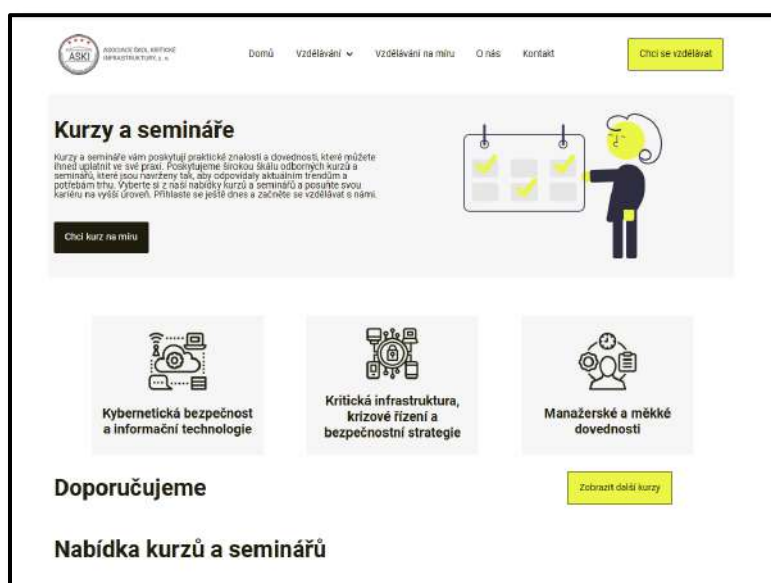 ASKI
ASOCIACE ŠKOL KRITICKÉ
INFRASTRUKTURY, z. s.
Domů Vzdělávání Vzdělávání na míru O nás Kontakt
Chci se vzdělávat
Kurzy a semináře
Kurzy a semináře vám poskytují praktické znalosti a dovednosti, které můžete
ihned uplatnit ve své praxi. Poskytujeme širokou škálu odborných kurzů a
seminářů, které jsou navrženy tak, aby odpovídaly aktuálním trendům a
potřebám trhu. Vyberte si z naší nabídky kurzů a seminářů a posuňte svou
kariéru na vyšší úroveň. Přihlaste se ještě dnes a začněte se vzdělávat s námi.
Chci kurz na míru
Kybernetická bezpečnost
a informační technologie
Kritická infrastruktura,
krizové řízení a
bezpečnostní strategie
Manažerské a měkké
dovednosti
Doporučujeme
Zobrazit další kurzy
Nabídka kurzů a seminářů